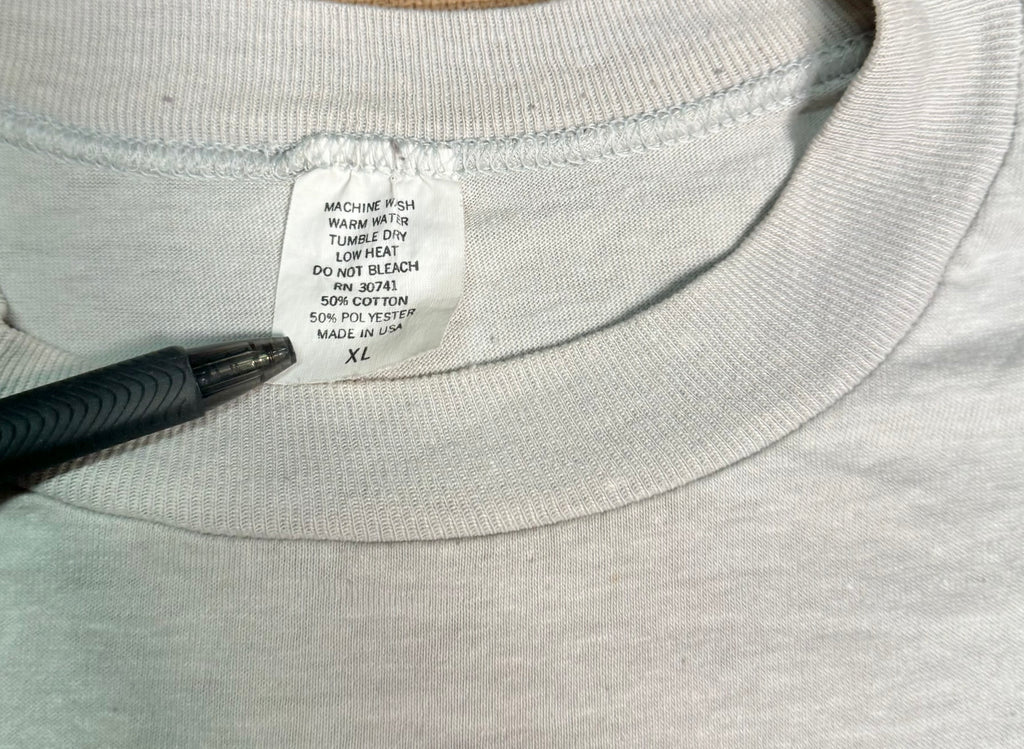 MACHINE WASH
WARM WATER
TUMBLE DRY
LOW HEAT
DO NOT BLEACH
RN 30741
50% COTTON
50% POLYESTER
MADE IN USA
XL